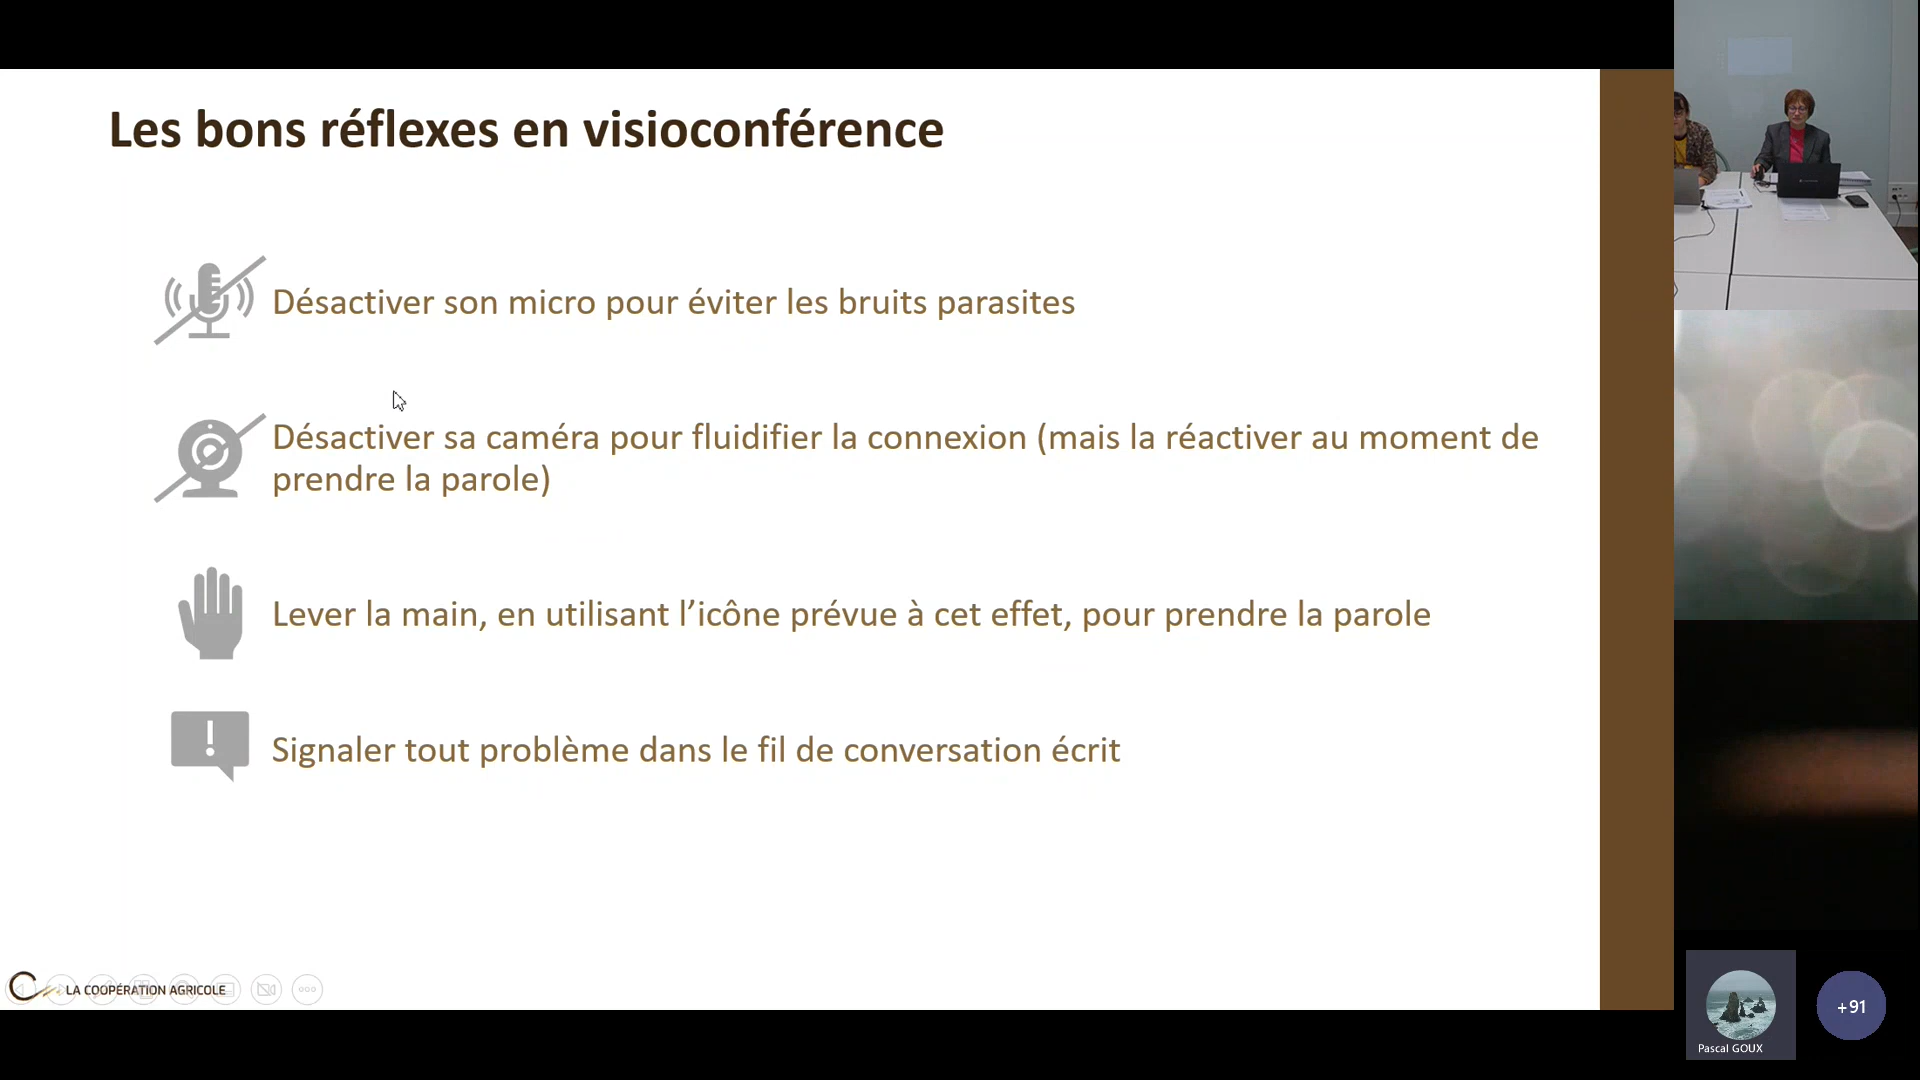 Les bons réflexes en visioconférence
Désactiver son micro pour éviter les bruits parasites
Désactiver sa caméra pour fluidifier la connexion (mais la réactiver au moment de
prendre la parole)
Lever la main, en utilisant l’icône prévue à cet effet, pour prendre la parole
Signaler tout problème dans le fil de conversation écrit
LA COOPÉRATION AGRICOLE
+91
Pascal GOUX